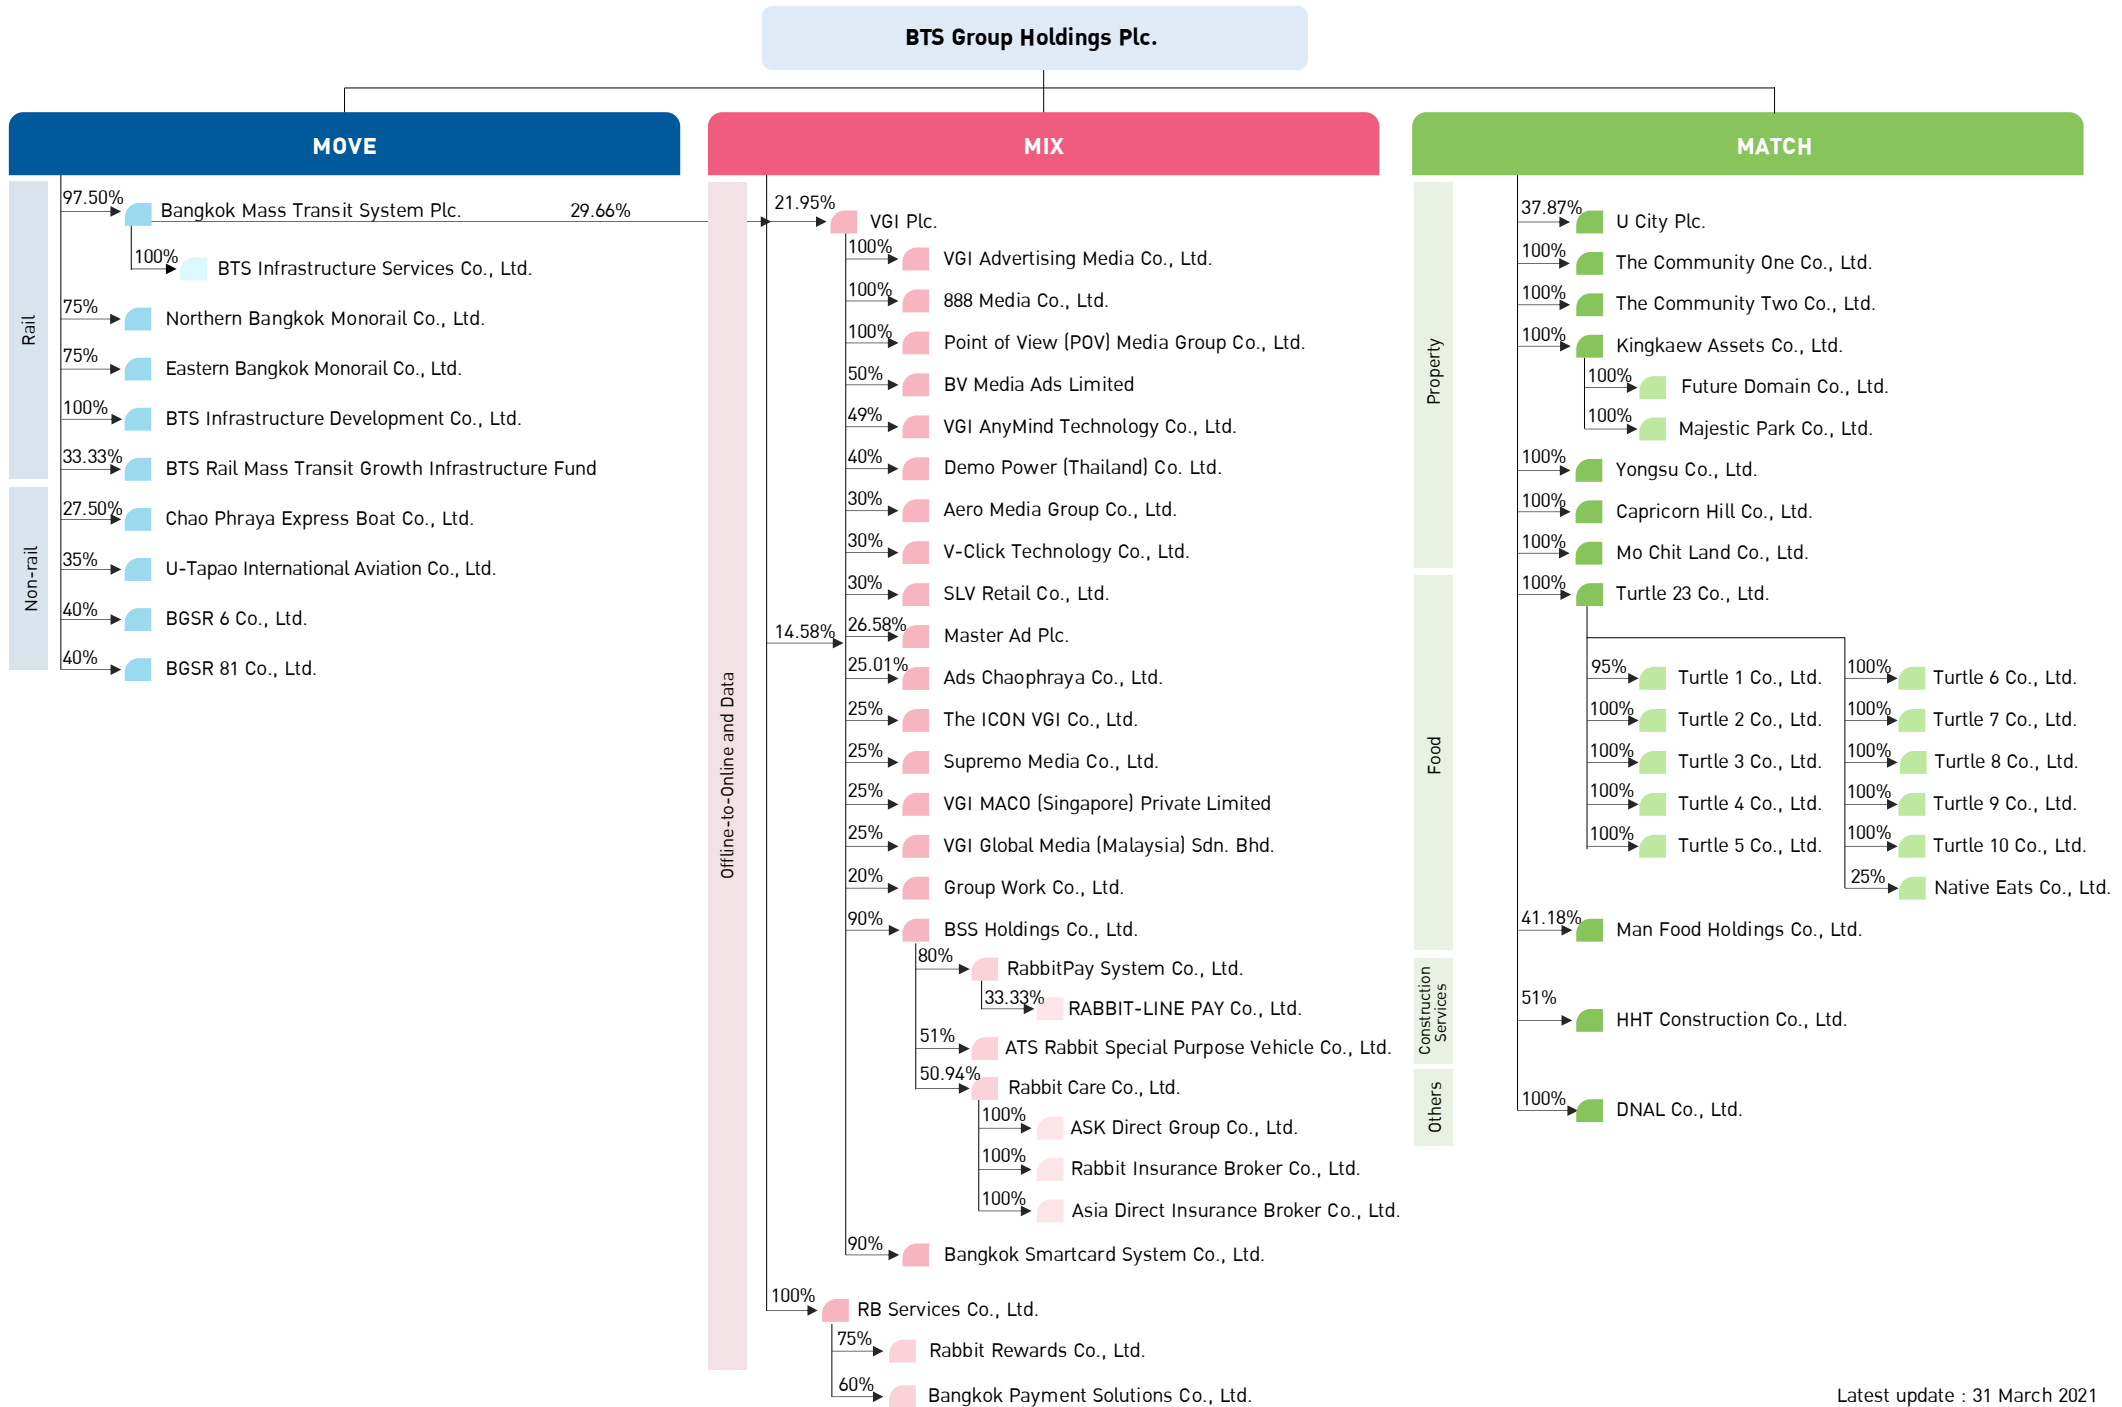 BTS Group Holdings Plc.
MOVE
Rail
97.50%
Bangkok Mass Transit System Plc.
29.66%
100%
BTS Infrastructure Services Co., Ltd.
75%
Northern Bangkok Monorail Co., Ltd.
75%
Eastern Bangkok Monorail Co., Ltd.
100%
BTS Infrastructure Development Co., Ltd.
33.33%
BTS Rail Mass Transit Growth Infrastructure Fund
Non-rail
27.50%
Chao Phraya Express Boat Co., Ltd.
35%
U-Tapao International Aviation Co., Ltd.
40%
BGSR 6 Co., Ltd.
40%
BGSR 81 Co., Ltd.
MIX
Offline-to-Online and Data
21.95%
VGI Plc.
100%
VGI Advertising Media Co., Ltd.
100%
888 Media Co., Ltd.
100%
Point of View (POV) Media Group Co., Ltd.
50%
BV Media Ads Limited
49%
VGI AnyMind Technology Co., Ltd.
40%
Demo Power (Thailand) Co. Ltd.
30%
Aero Media Group Co., Ltd.
30%
V-Click Technology Co., Ltd.
30%
SLV Retail Co., Ltd.
14.58%
26.58%
Master Ad Plc.
25.01%
Ads Chaophraya Co., Ltd.
25%
The ICON VGI Co., Ltd.
25%
Supremo Media Co., Ltd.
25%
VGI MACO (Singapore) Private Limited
25%
VGI Global Media (Malaysia) Sdn. Bhd.
20%
Group Work Co., Ltd.
90%
BSS Holdings Co., Ltd.
80%
RabbitPay System Co., Ltd.
33.33%
RABBIT-LINE PAY Co., Ltd.
51%
ATS Rabbit Special Purpose Vehicle Co., Ltd.
50.94%
Rabbit Care Co., Ltd.
100%
ASK Direct Group Co., Ltd.
100%
Rabbit Insurance Broker Co., Ltd.
100%
Asia Direct Insurance Broker Co., Ltd.
90%
Bangkok Smartcard System Co., Ltd.
100%
RB Services Co., Ltd.
75%
Rabbit Rewards Co., Ltd.
60%
Bangkok Payment Solutions Co., Ltd.
MATCH
Property
37.87%
U City Plc.
100%
The Community One Co., Ltd.
100%
The Community Two Co., Ltd.
100%
Kingkaew Assets Co., Ltd.
100%
Future Domain Co., Ltd.
100%
Majestic Park Co., Ltd.
100%
Yongsu Co., Ltd.
100%
Capricorn Hill Co., Ltd.
100%
Mo Chit Land Co., Ltd.
Food
100%
Turtle 23 Co., Ltd.
95%
Turtle 1 Co., Ltd.
100%
Turtle 2 Co., Ltd.
100%
Turtle 3 Co., Ltd.
100%
Turtle 4 Co., Ltd.
100%
Turtle 5 Co., Ltd.
100%
Turtle 6 Co., Ltd.
100%
Turtle 7 Co., Ltd.
100%
Turtle 8 Co., Ltd.
100%
Turtle 9 Co., Ltd.
100%
Turtle 10 Co., Ltd.
25%
Native Eats Co., Ltd.
41.18%
Man Food Holdings Co., Ltd.
Construction
Services
51%
HHT Construction Co., Ltd.
Others
100%
DNAL Co., Ltd.
Latest update : 31 March 2021